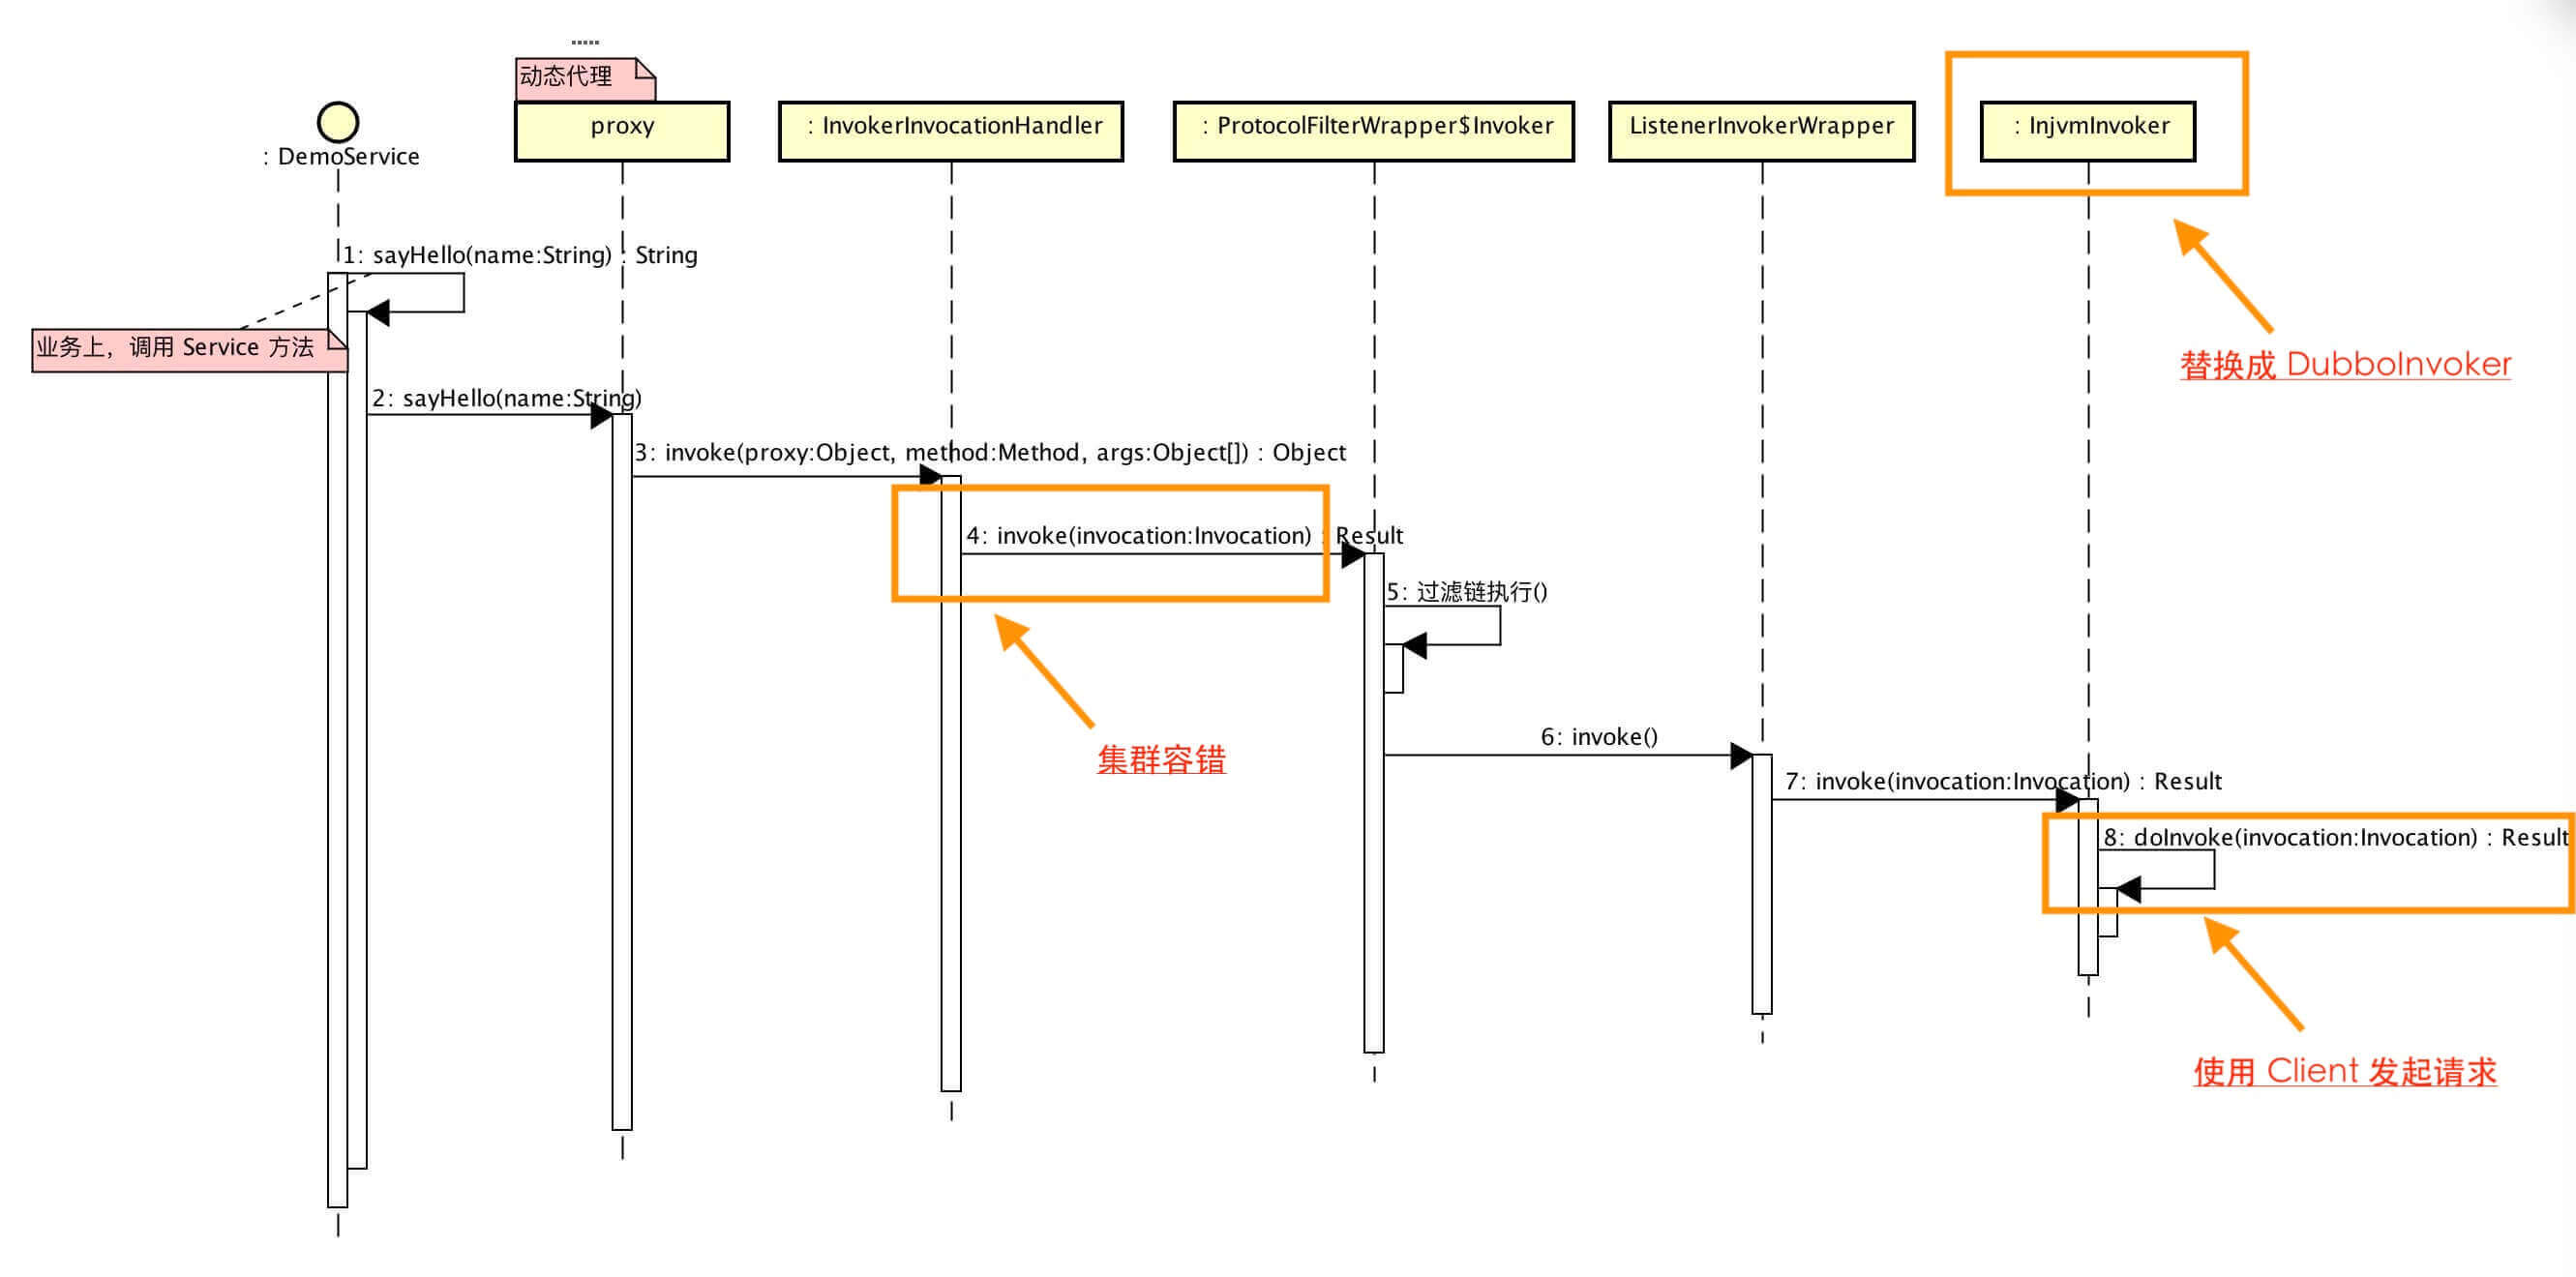 .....
动态代理
: DemoService
proxy
: InvokerInvocationHandler
: ProtocolFilterWrapper$Invoker
ListenerInvokerWrapper
: InjvmInvoker
1: sayHello(name:String) : String
业务上，调用 Service 方法
替换成 DubboInvoker
2: sayHello(name:String)
3: invoke(proxy:Object, method:Method, args:Object[]) : Object
4: invoke(invocation:Invocation) : Result
5: 过滤链执行()
集群容错
6: invoke()
7: invoke(invocation:Invocation) : Result
8: doInvoke(invocation:Invocation) : Result
使用 Client 发起请求